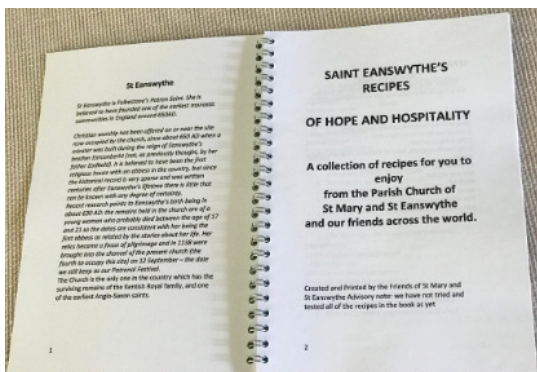 St Eanswythe
St Eanswythe is Folkestone's Patron Saint. She is
believed to have founded one of the earliest monastic
communities in England around 660AD.
Christian worship has been offered on or near the site
now occupied by the church, since about 660 AD when a
minster was built during the reign of Eanswythe's
brother
father
It is believed to have been the first
religious house with an abbess in the country, but since
the historical record is very sparse and was written
centuries after Eanswythe's lifetime there is little that
can be known with any degree of certainty.
Recent research points to Eanswythe's birth being in
about 630 AD: the remains held in the church are of a
young woman who probably died between the age of 17
and 21 so the dates are consistent with her being the
first abbess as related by the stories about her life. Her
relics became a focus of pilgrimage and in 1138 were
brought into the chancel of the present church (the
fourth to occupy this site) on 12 September – the date
we still keep as our Patronal Festival.
The Church is the only one in the country which has the
surviving remains of the Kentish Royal family, and one
of the earliest Anglo-Saxon saints.
1
SAINT EANSWYTHE'S
RECIPES
OF HOPE AND HOSPITALITY
A collection of recipes for you to
enjoy
from the Parish Church of
St Mary and St Eanswythe
and our friends across the world.
Created and Printed by the Friends of St Mary and
St Eanswythe Advisory note: we have not tried and
tested all of the recipes in the book as yet
2